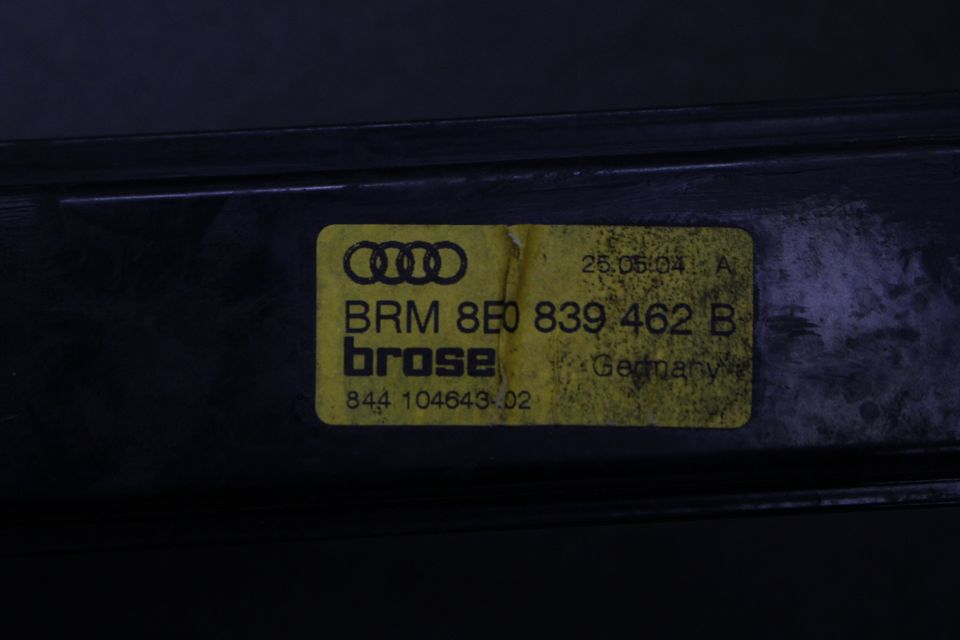 25.05.04 A
BRM 8E0 839 462 B
brose Germany
844 104643-02